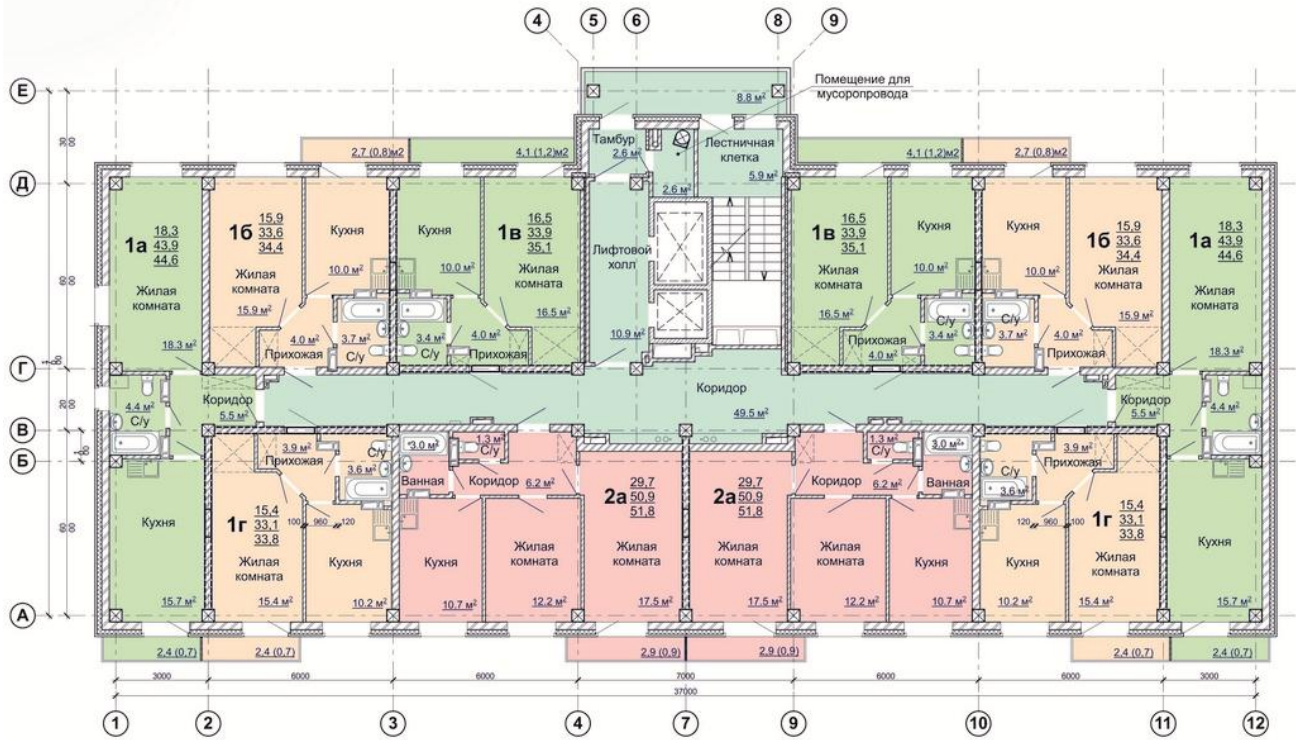 4 5 6 8 9
Е
Помещение для
мусоропровода
8.8 м²
Тамбур
2.6 м²
Лестничная
клетка
5.9 м²
2.6 м²
2,7 (0,8)м2
4,1 (1,2)м2
4,1 (1,2)м2
2,7 (0,8)м2
Д
1а
18.3
43.9
44.6
Жилая
комната
18.3 м²
1б
15.9
33.6
34.4
Жилая
комната
15.9 м²
Кухня
10.0 м²
4.0 м²
Прихожая
3.7 м²
С/у
Кухня
10.0 м²
1в
16.5
33.9
35.1
Жилая
комната
16.5 м²
3.4 м²
С/у
4.0 м²
Прихожая
Лифтовой
холл
10.9 м²
1в
16.5
33.9
35.1
Жилая
комната
16.5 м²
Кухня
10.0 м²
4.0 м²
Прихожая
3.4 м²
С/у
Кухня
10.0 м²
1б
15.9
33.6
34.4
Жилая
комната
15.9 м²
С/у
3.7 м²
4.0 м²
Прихожая
1а
18.3
43.9
44.6
Жилая
комната
18.3 м²
Г
4.4 м²
С/у
Коридор
5.5 м²
Коридор
49.5 м²
Коридор
5.5 м²
4.4 м²
С/у
В
Б
Кухня
15.7 м²
3.9 м²
Прихожая
С/у
3.6 м²
1г
15.4
33.1
33.8
Жилая
комната
15.4 м²
100 960 120
Кухня
10.2 м²
3.0 м²
Ванная
1.3 м²
С/у
Коридор
6.2 м²
Кухня
10.7 м²
Жилая
комната
12.2 м²
2а
29,7
50.9
51.8
Жилая
комната
17.5 м²
2а
29,7
50.9
51.8
Жилая
комната
17.5 м²
1.3 м²
С/у
3.0 м²
Ванная
Коридор
6.2 м²
Жилая
комната
12.2 м²
Кухня
10.7 м²
3.9 м²
Прихожая
С/у
3.6 м²
120 960 100
1г
15.4
33.1
33.8
Жилая
комната
15.4 м²
Кухня
10.2 м²
Кухня
15.7 м²
А
2,4 (0,7)
2,4 (0,7)
2,9 (0,9)
2,9 (0,9)
2,4 (0,7)
2,4 (0,7)
3000 6000 6000 7000 6000 6000 3000
37000
1 2 3 4 7 9 10 11 12